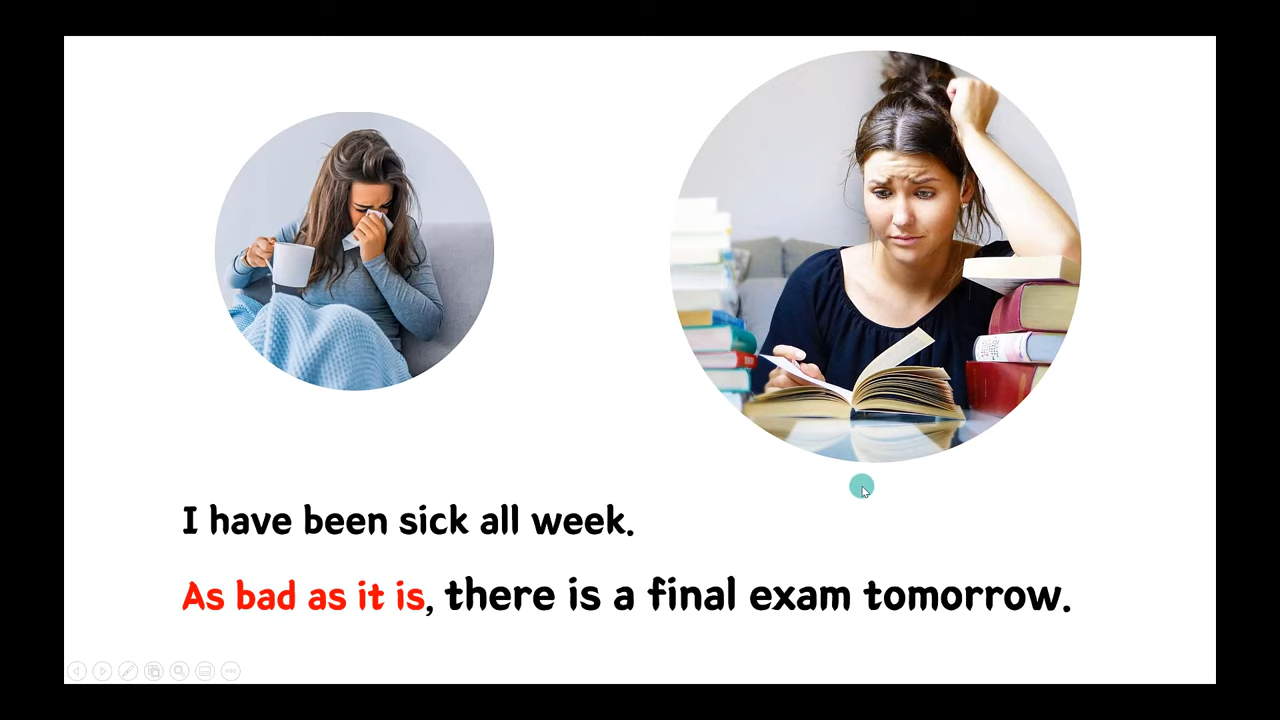 I have been sick all week.
As bad as it is, there is a final exam tomorrow.